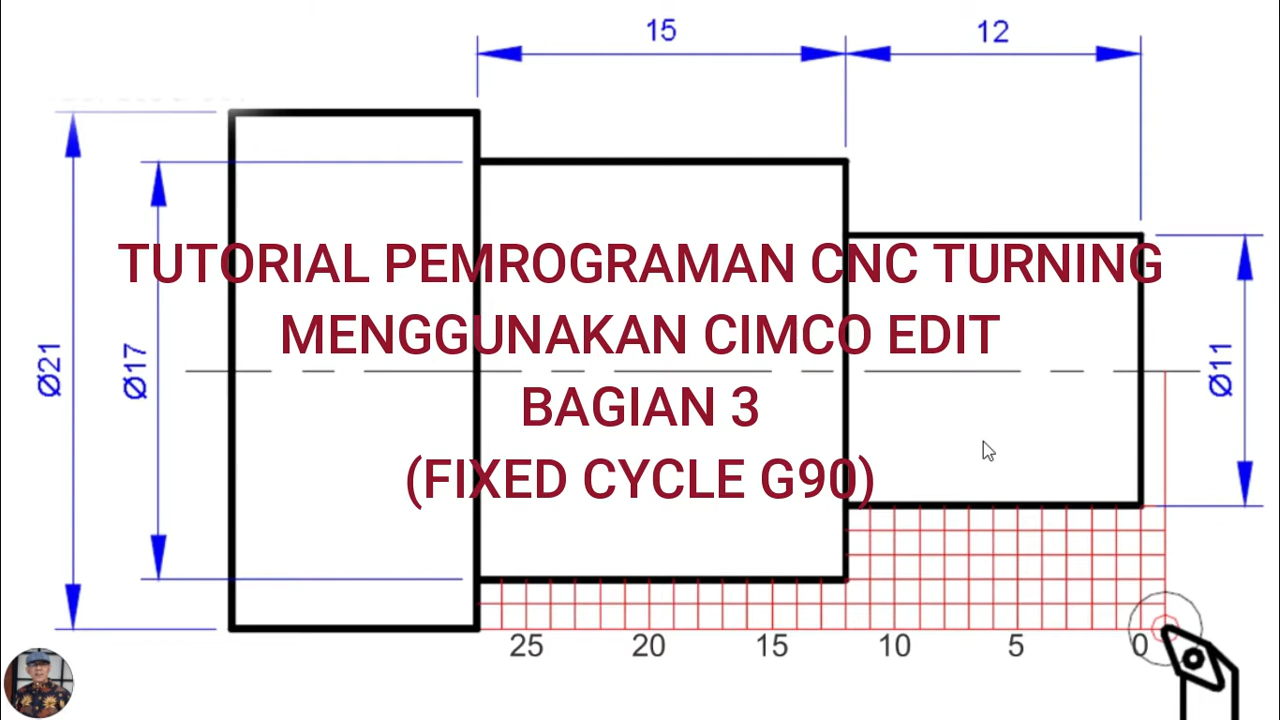 15
12
TUTORIAL PEMROGRAMAN CNC TURNING
MENGGUNAKAN CIMCO EDIT
BAGIAN 3
(FIXED CYCLE G90)
Ø21
Ø17
Ø11
25 20 15 10 5 0